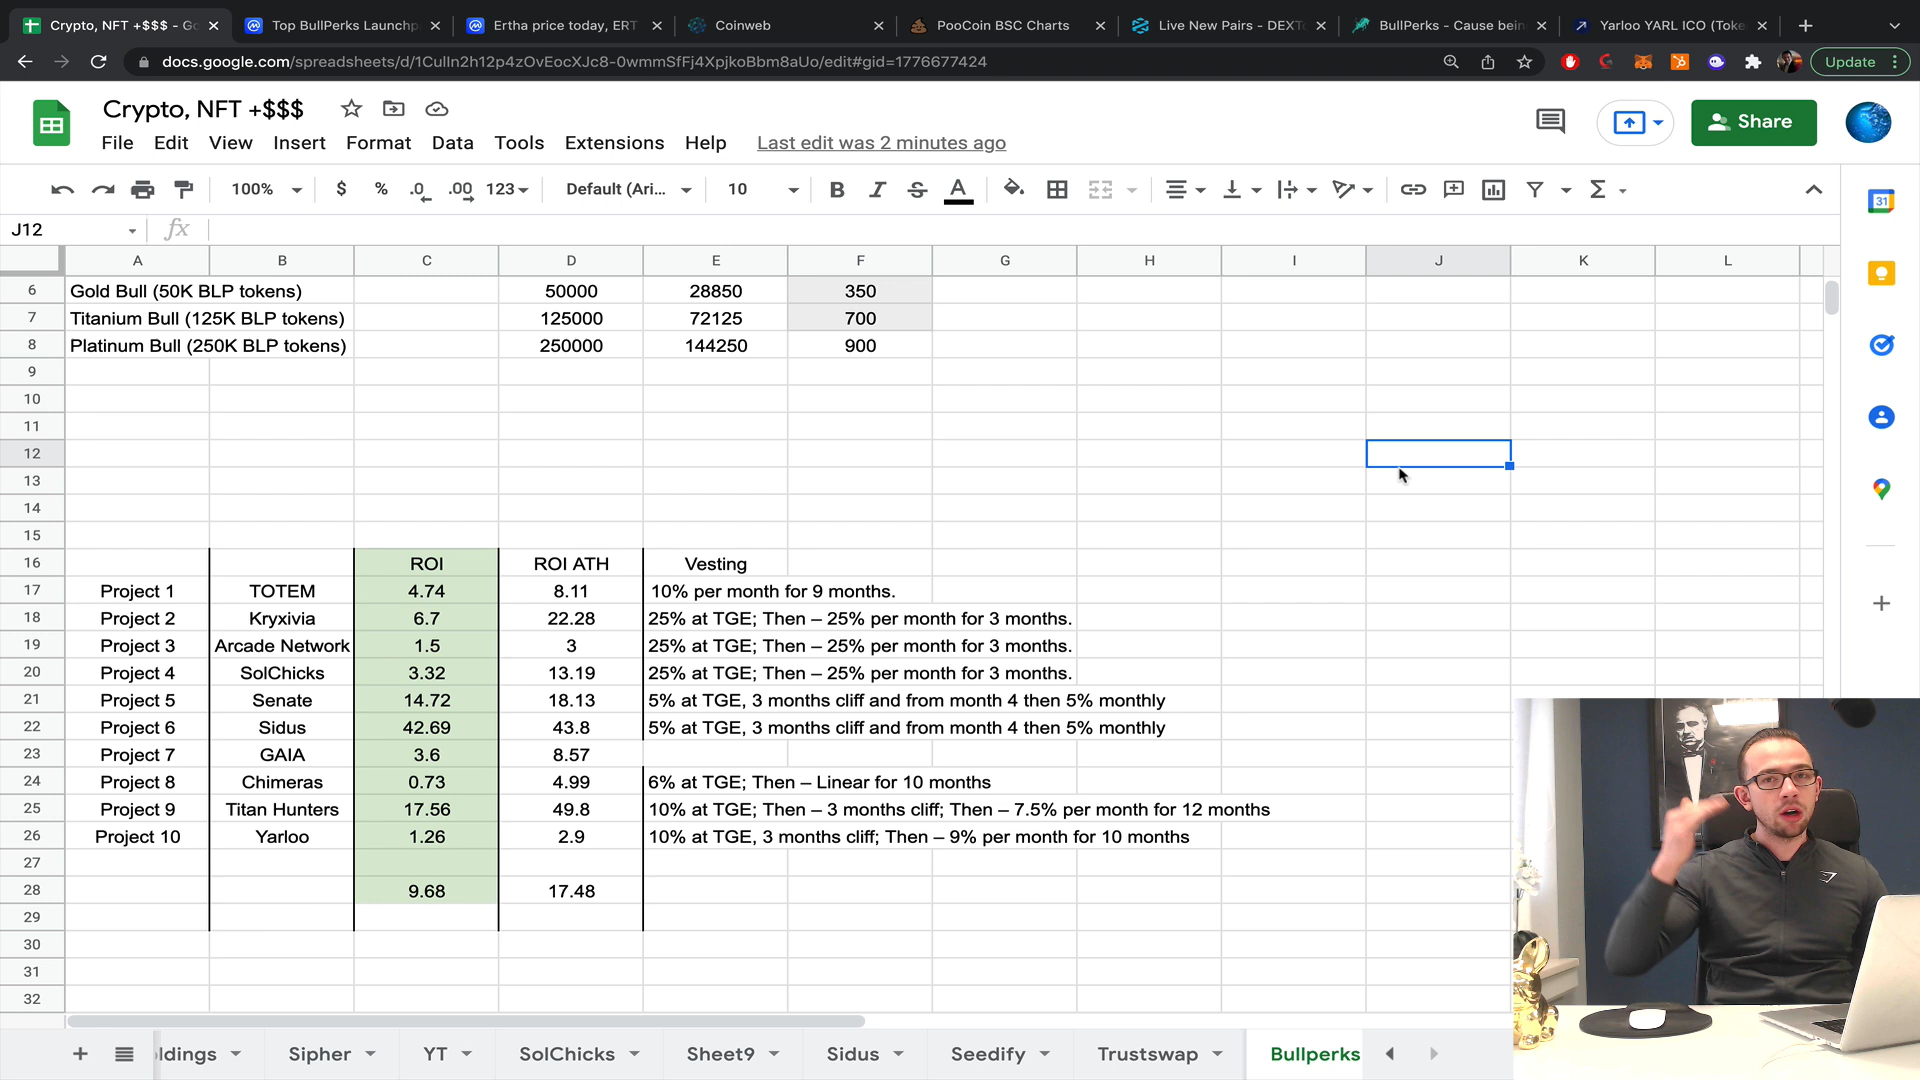 Crypto, NFT +$$$ - Go
Top BullPerks Launchp
Ertha price today, ERT
Coinweb
PooCoin BSC Charts
Live New Pairs - DEXTo
BullPerks - Cause bein
Yarloo YARL ICO (Toke
docs.google.com/spreadsheets/d/1CuIIn2h12p4zOvEocXJc8-0wmmSfFj4XpjkoBbm8aUo/edit#gid=1776677424
Update
Crypto, NFT +$$$
File Edit View Insert Format Data Tools Extensions Help Last edit was 2 minutes ago
Share
100% $ % .0 .00 123 Default (Ari... 10 B I S A Σ
31
J12 fx
A B C D E F G H I J K L
6 Gold Bull (50K BLP tokens) 50000 28850 350
7 Titanium Bull (125K BLP tokens) 125000 72125 700
8 Platinum Bull (250K BLP tokens) 250000 144250 900
9
10
11
12
13
14
15
16 ROI ROI ATH Vesting
17 Project 1 TOTEM 4.74 8.11 10% per month for 9 months.
18 Project 2 Kryxivia 6.7 22.28 25% at TGE; Then – 25% per month for 3 months.
19 Project 3 Arcade Network 1.5 3 25% at TGE; Then – 25% per month for 3 months.
20 Project 4 SolChicks 3.32 13.19 25% at TGE; Then – 25% per month for 3 months.
21 Project 5 Senate 14.72 18.13 5% at TGE, 3 months cliff and from month 4 then 5% monthly
22 Project 6 Sidus 42.69 43.8 5% at TGE, 3 months cliff and from month 4 then 5% monthly
23 Project 7 GAIA 3.6 8.57
24 Project 8 Chimeras 0.73 4.99 6% at TGE; Then – Linear for 10 months
25 Project 9 Titan Hunters 17.56 49.8 10% at TGE; Then – 3 months cliff; Then – 7.5% per month for 12 months
26 Project 10 Yarloo 1.26 2.9 10% at TGE, 3 months cliff; Then – 9% per month for 10 months
27
28 9.68 17.48
29
30
31
32
ldings Sipher YT SolChicks Sheet9 Sidus Seedify Trustswap Bullperks